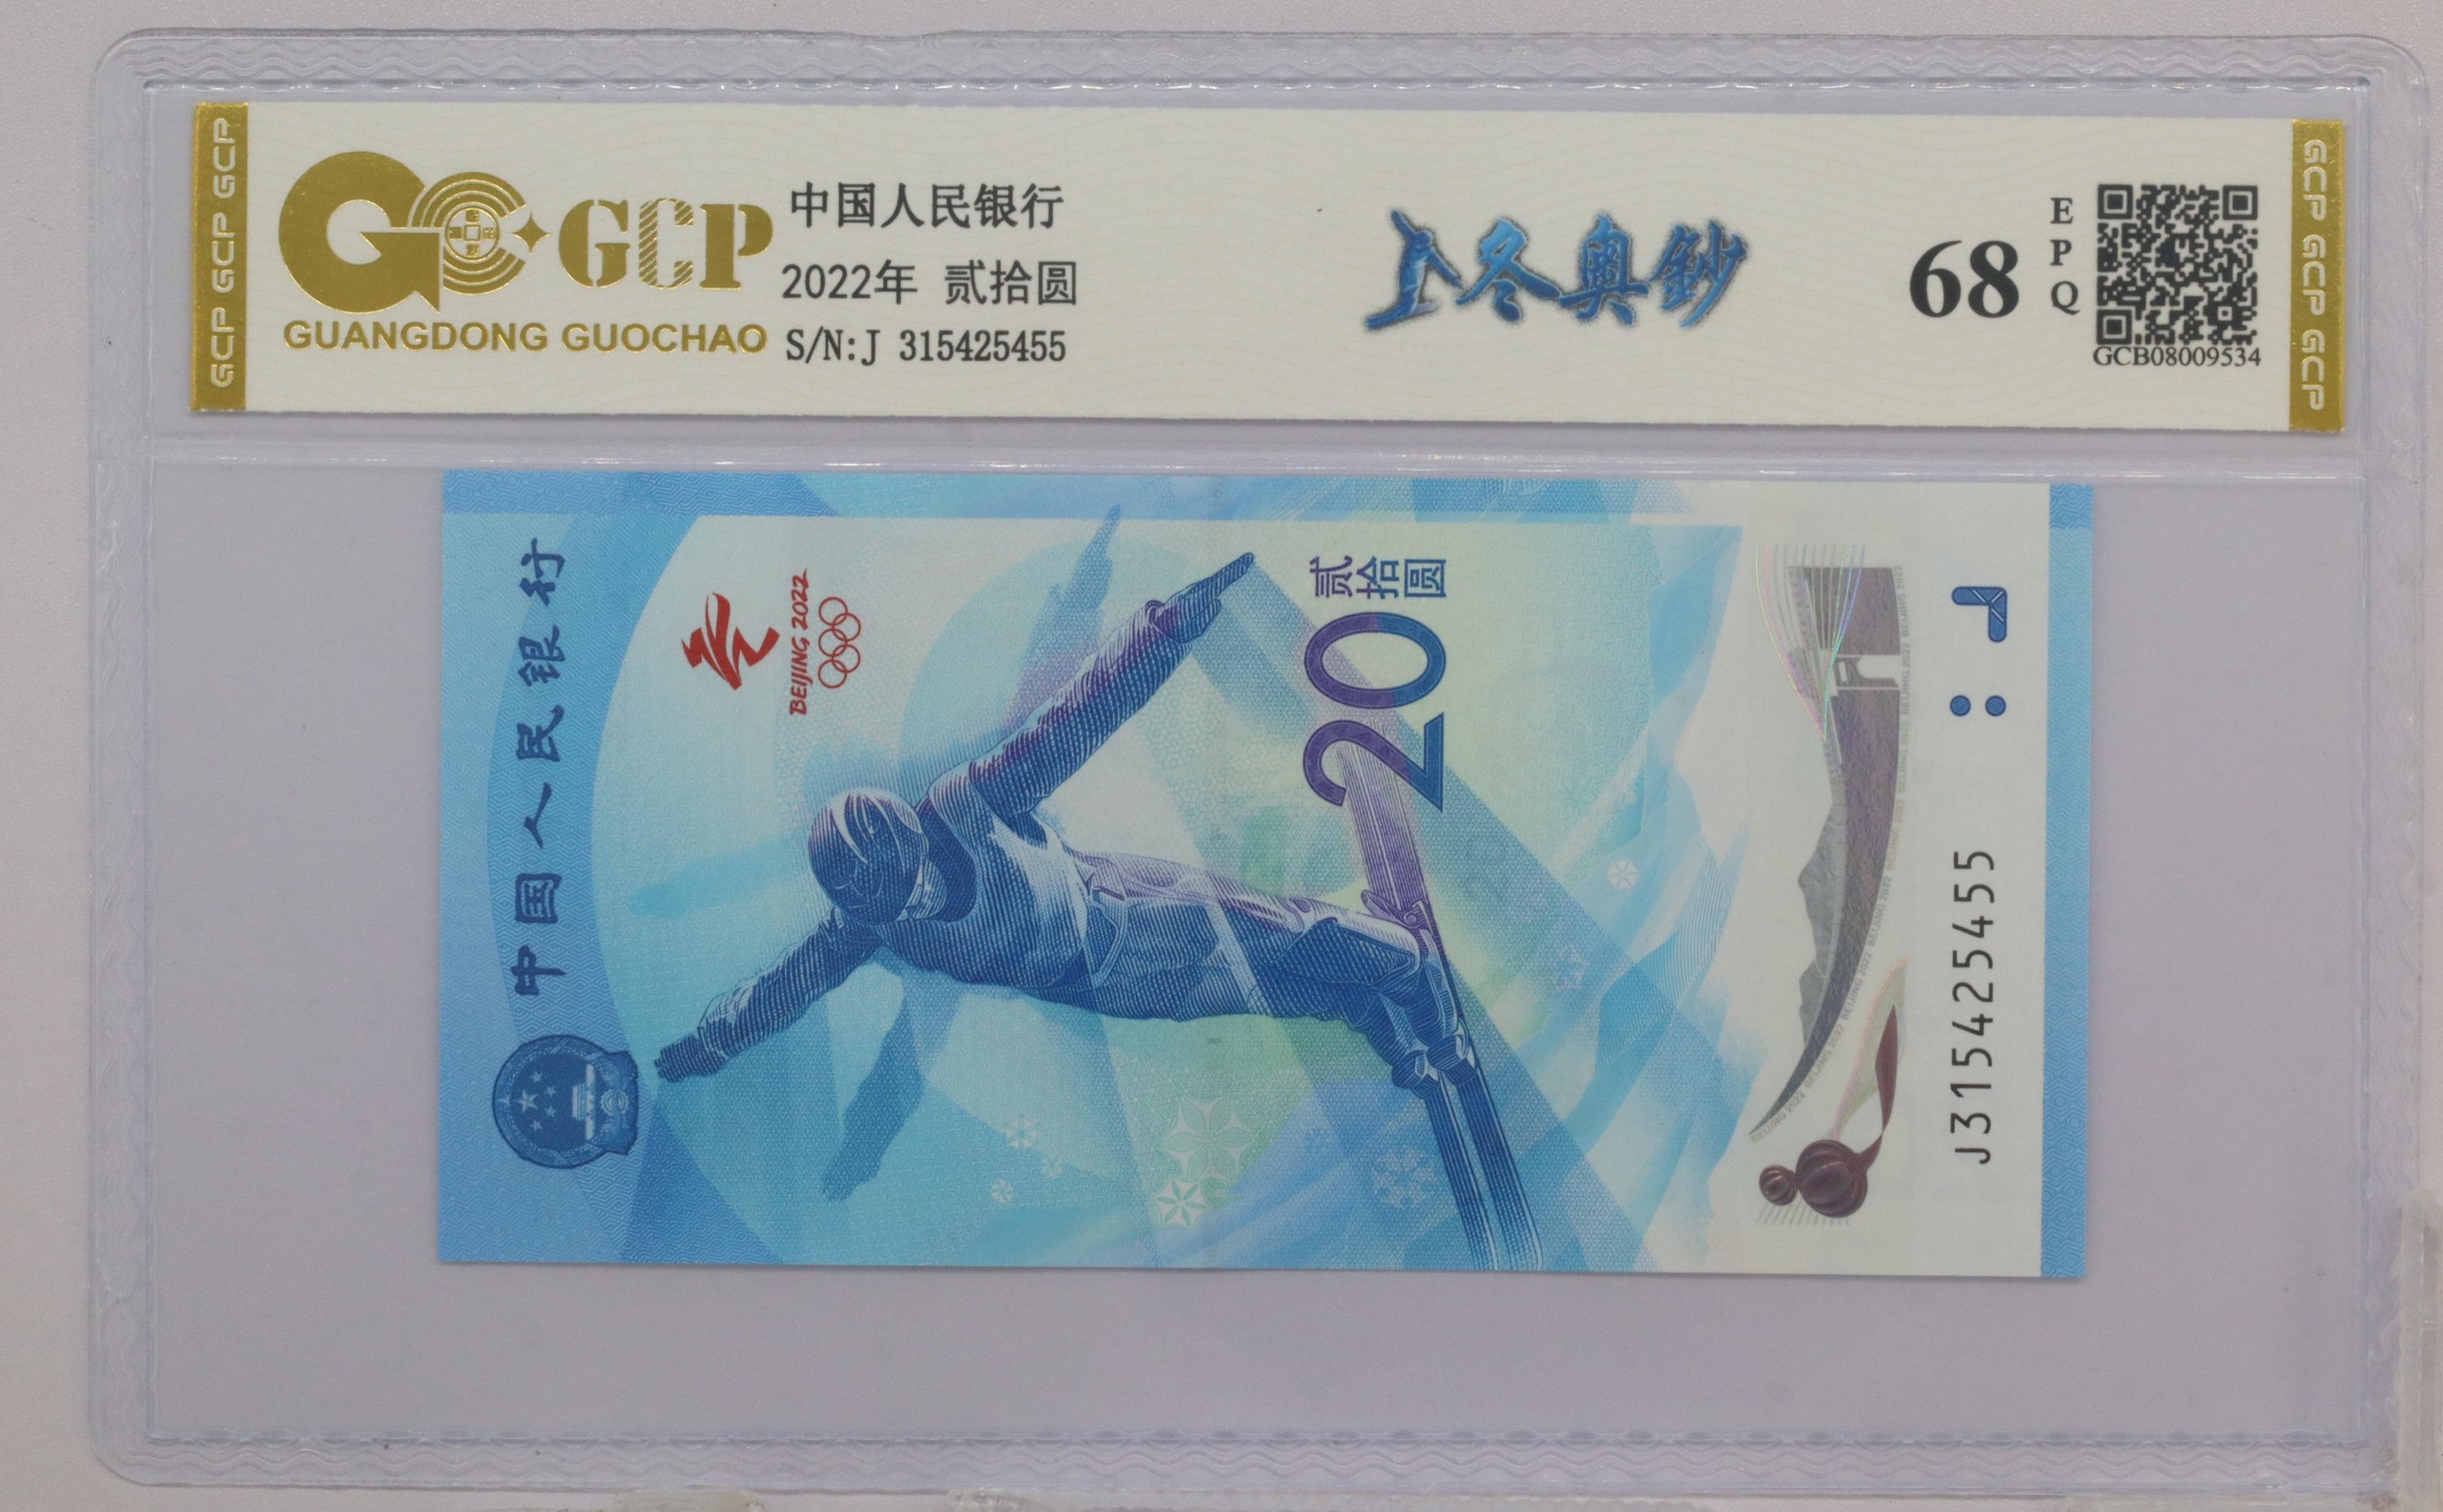 GCP GCP GCP
GCP
GUANGDONG GUOCHAO
中国人民银行
2022年 贰拾圆
S/N:J 315425455
冬奥鈔
68
EPQ
GCB08009534
GCP GCP GCP
中国人民银行
BEIJING 2022
贰拾圆
20
J315425455